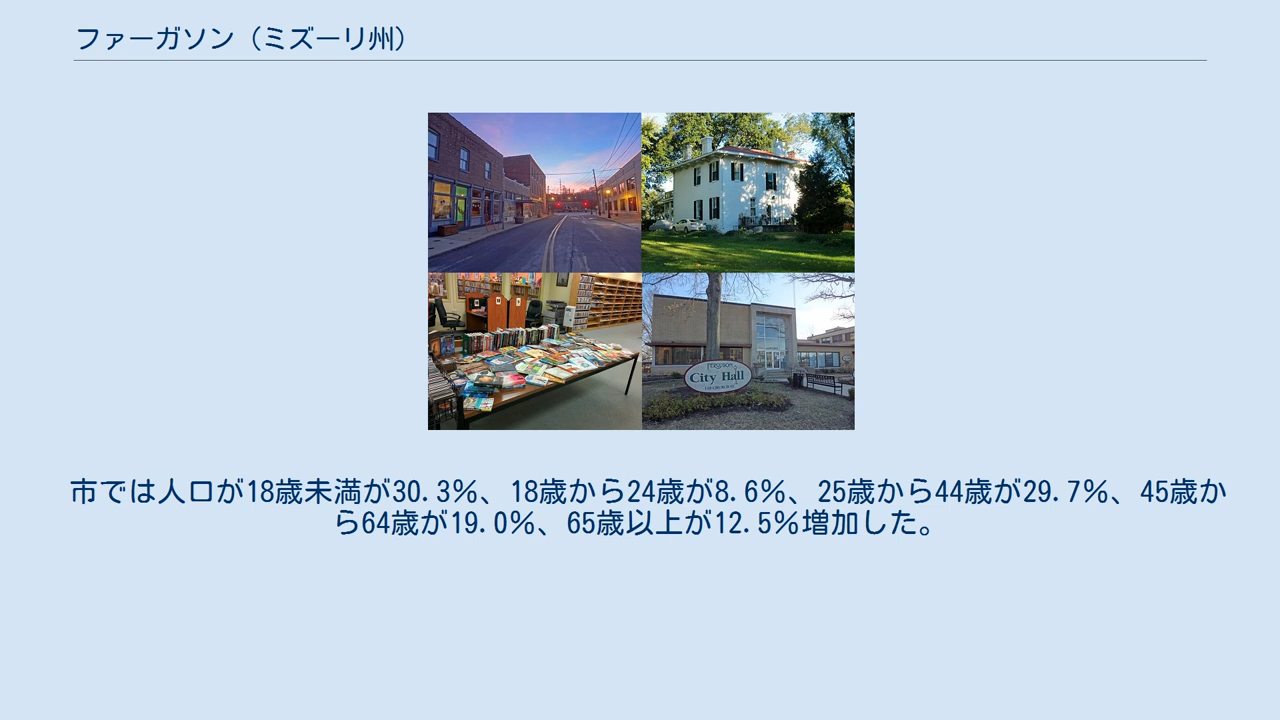 ファーガソン（ミズーリ州）
FERGUSON
City Hall
市では人口が18歳未満が30.3%、18歳から24歳が8.6%、25歳から44歳が29.7%、45歳か
ら64歳が19.0%、65歳以上が12.5%増加した。